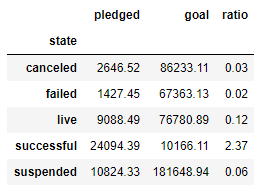 pledged goal ratio
state
canceled 2646.52 86233.11 0.03
failed 1427.45 67363.13 0.02
live 9088.49 76780.89 0.12
successful 24094.39 10166.11 2.37
suspended 10824.33 181648.94 0.06